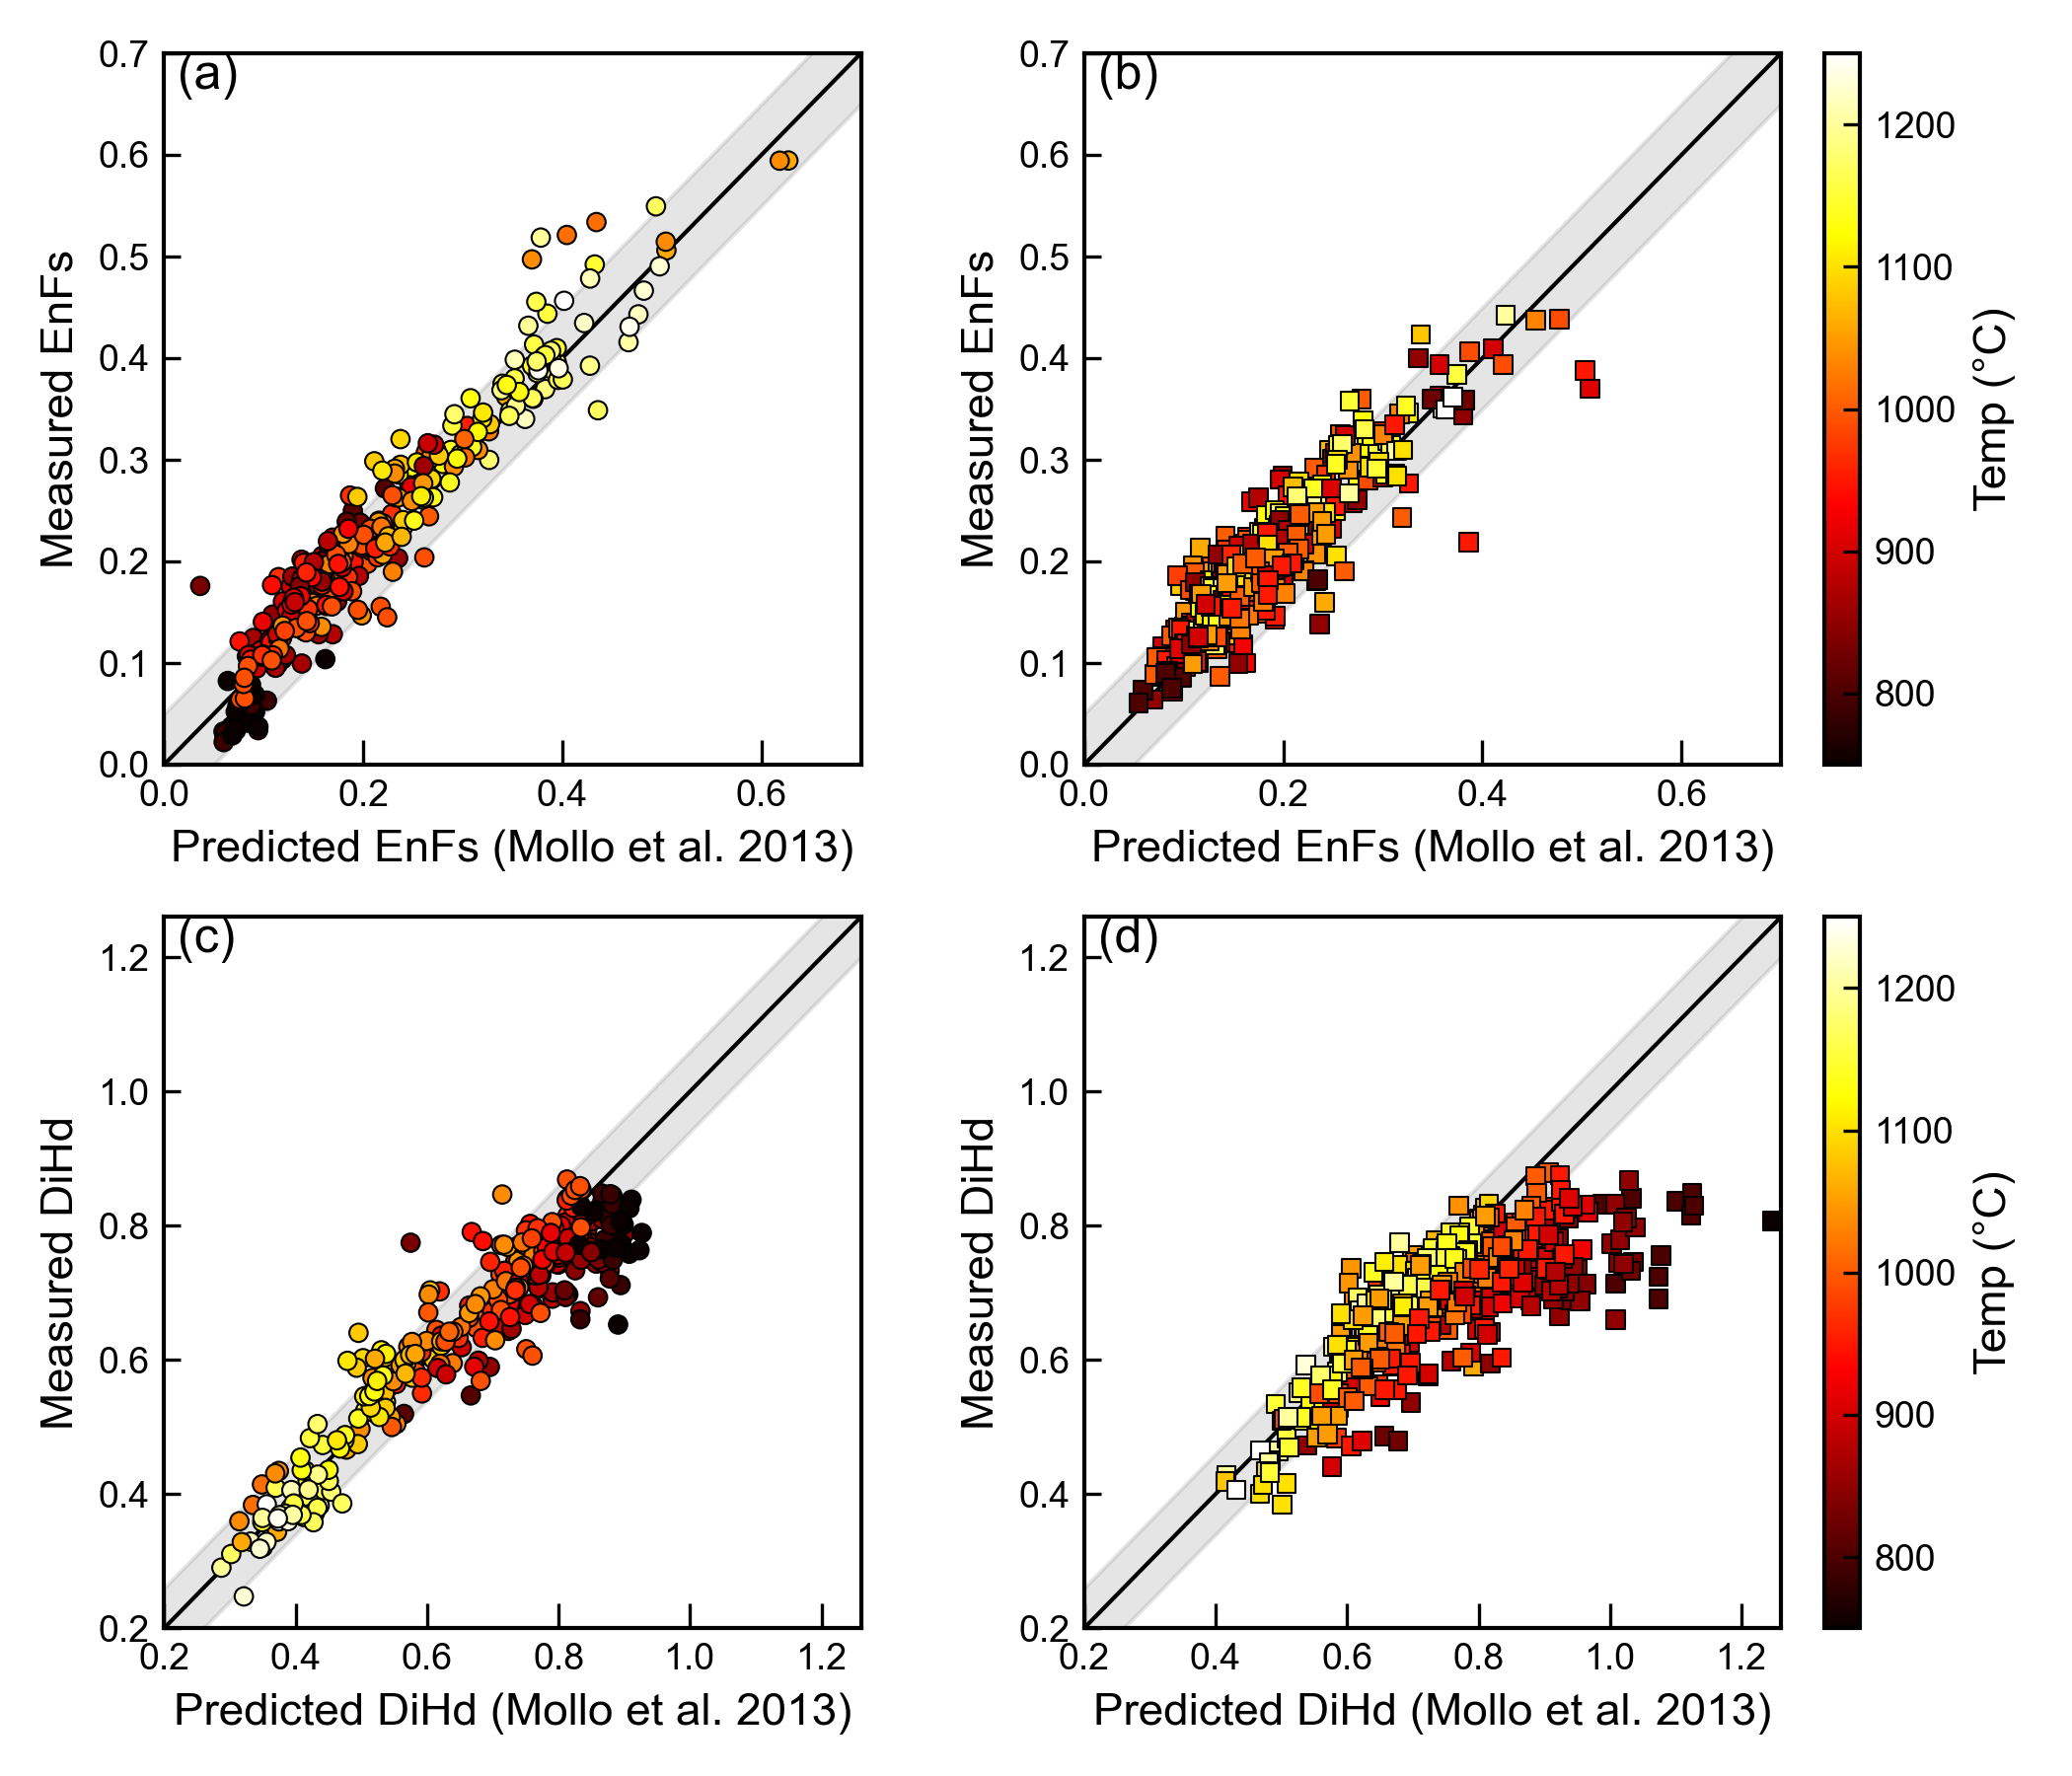 (a)
0.7
0.6
0.5
0.4
0.3
0.2
0.1
0.0
Measured EnFs
0.0 0.2 0.4 0.6
Predicted EnFs (Mollo et al. 2013)
(b)
0.7
0.6
0.5
0.4
0.3
0.2
0.1
0.0
Measured EnFs
0.0 0.2 0.4 0.6
Predicted EnFs (Mollo et al. 2013)
1200
1100
1000
900
800
Temp (°C)
(c)
1.2
1.0
0.8
0.6
0.4
0.2
Measured DiHd
0.2 0.4 0.6 0.8 1.0 1.2
Predicted DiHd (Mollo et al. 2013)
(d)
1.2
1.0
0.8
0.6
0.4
0.2
Measured DiHd
0.2 0.4 0.6 0.8 1.0 1.2
Predicted DiHd (Mollo et al. 2013)
1200
1100
1000
900
800
Temp (°C)